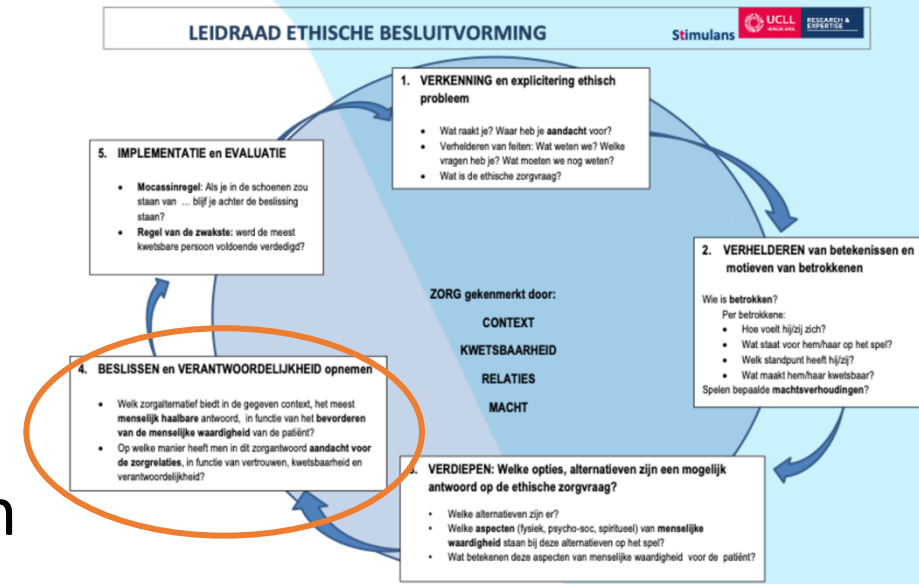 LEIDRAAD ETHISCHE BESLUITVORMING
Stimulans
UCLL
RESEARCH &
EXPERTISE
1. VERKENNING en explicitering ethisch
probleem
• Wat raakt je? Waar heb je aandacht voor?
• Verhelderen van feiten: Wat weten we? Welke
vragen heb je? Wat moeten we nog weten?
• Wat is de ethische zorgvraag?
2. VERHELDEREN van betekenissen en
motieven van betrokkenen
Wie is betrokken?
Per betrokkene:
• Hoe voelt hij/zij zich?
• Wat staat voor hem/haar op het spel?
• Welk standpunt heeft hij/zij?
• Wat maakt hem/haar kwetsbaar?
Spelen bepaalde machtsverhoudingen?
VERDIEPEN: Welke opties, alternatieven zijn een mogelijk
antwoord op de ethische zorgvraag?
• Welke alternatieven zijn er?
• Welke aspecten (fysiek, psycho-soc, spiritueel) van menselijke
waardigheid staan bij deze alternatieven op het spel?
• Wat betekenen deze aspecten van menselijke waardigheid voor de patiënt?
4. BESLISSEN en VERANTWOORDELIJKHEID opnemen
• Welk zorgalternatief biedt in de gegeven context, het meest
menselijk haalbare antwoord, in functie van het bevorderen
van de menselijke waardigheid van de patiënt?
• Op welke manier heeft men in dit zorgantwoord aandacht voor
de zorgrelaties, in functie van vertrouwen, kwetsbaarheid en
verantwoordelijkheid?
5. IMPLEMENTATIE en EVALUATIE
• Mocassinregel: Als je in de schoenen zou
staan van ... blijf je achter de beslissing
staan?
• Regel van de zwakste: werd de meest
kwetsbare persoon voldoende verdedigd?
ZORG gekenmerkt door:
CONTEXT
KWETSBAARHEID
RELATIES
MACHT
n